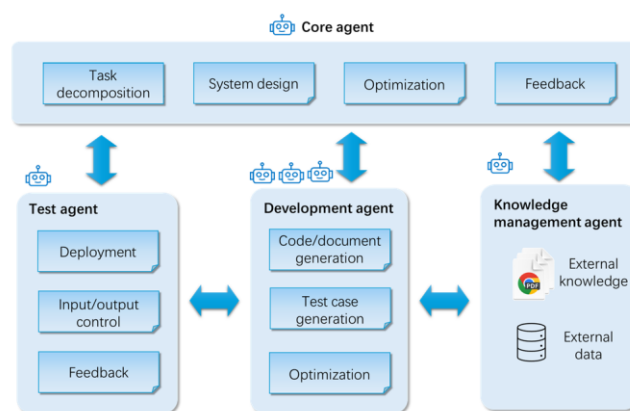 Core agent
Task
decomposition
System design
Optimization
Feedback
Test agent
Deployment
Input/output
control
Feedback
Development agent
Code/document
generation
Test case
generation
Optimization
Knowledge
management agent
PDF
External
knowledge
External
data